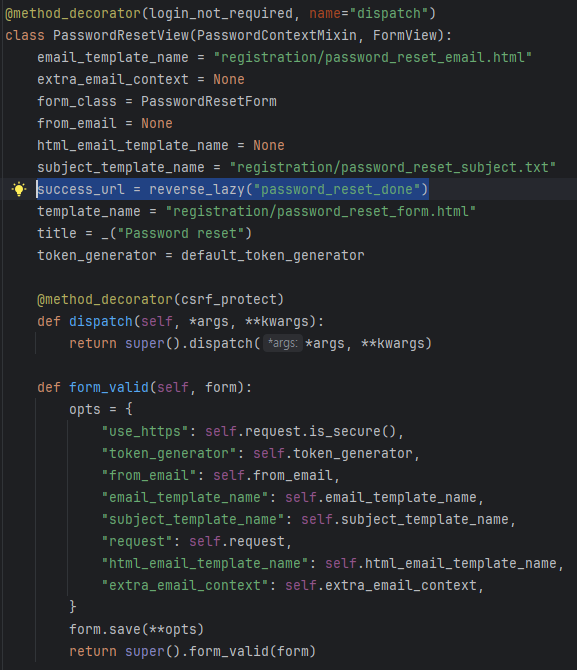 @method_decorator(login_not_required, name="dispatch")
class PasswordResetView(PasswordContextMixin, FormView):
    email_template_name = "registration/password_reset_email.html"
    extra_email_context = None
    form_class = PasswordResetForm
    from_email = None
    html_email_template_name = None
    subject_template_name = "registration/password_reset_subject.txt"
    success_url = reverse_lazy("password_reset_done")
    template_name = "registration/password_reset_form.html"
    title = _("Password reset")
    token_generator = default_token_generator

    @method_decorator(csrf_protect)
    def dispatch(self, *args, **kwargs):
        return super().dispatch( *args: *args, **kwargs)

    def form_valid(self, form):
        opts = {
            "use_https": self.request.is_secure(),
            "token_generator": self.token_generator,
            "from_email": self.from_email,
            "email_template_name": self.email_template_name,
            "subject_template_name": self.subject_template_name,
            "request": self.request,
            "html_email_template_name": self.html_email_template_name,
            "extra_email_context": self.extra_email_context,
        }
        form.save(**opts)
        return super().form_valid(form)